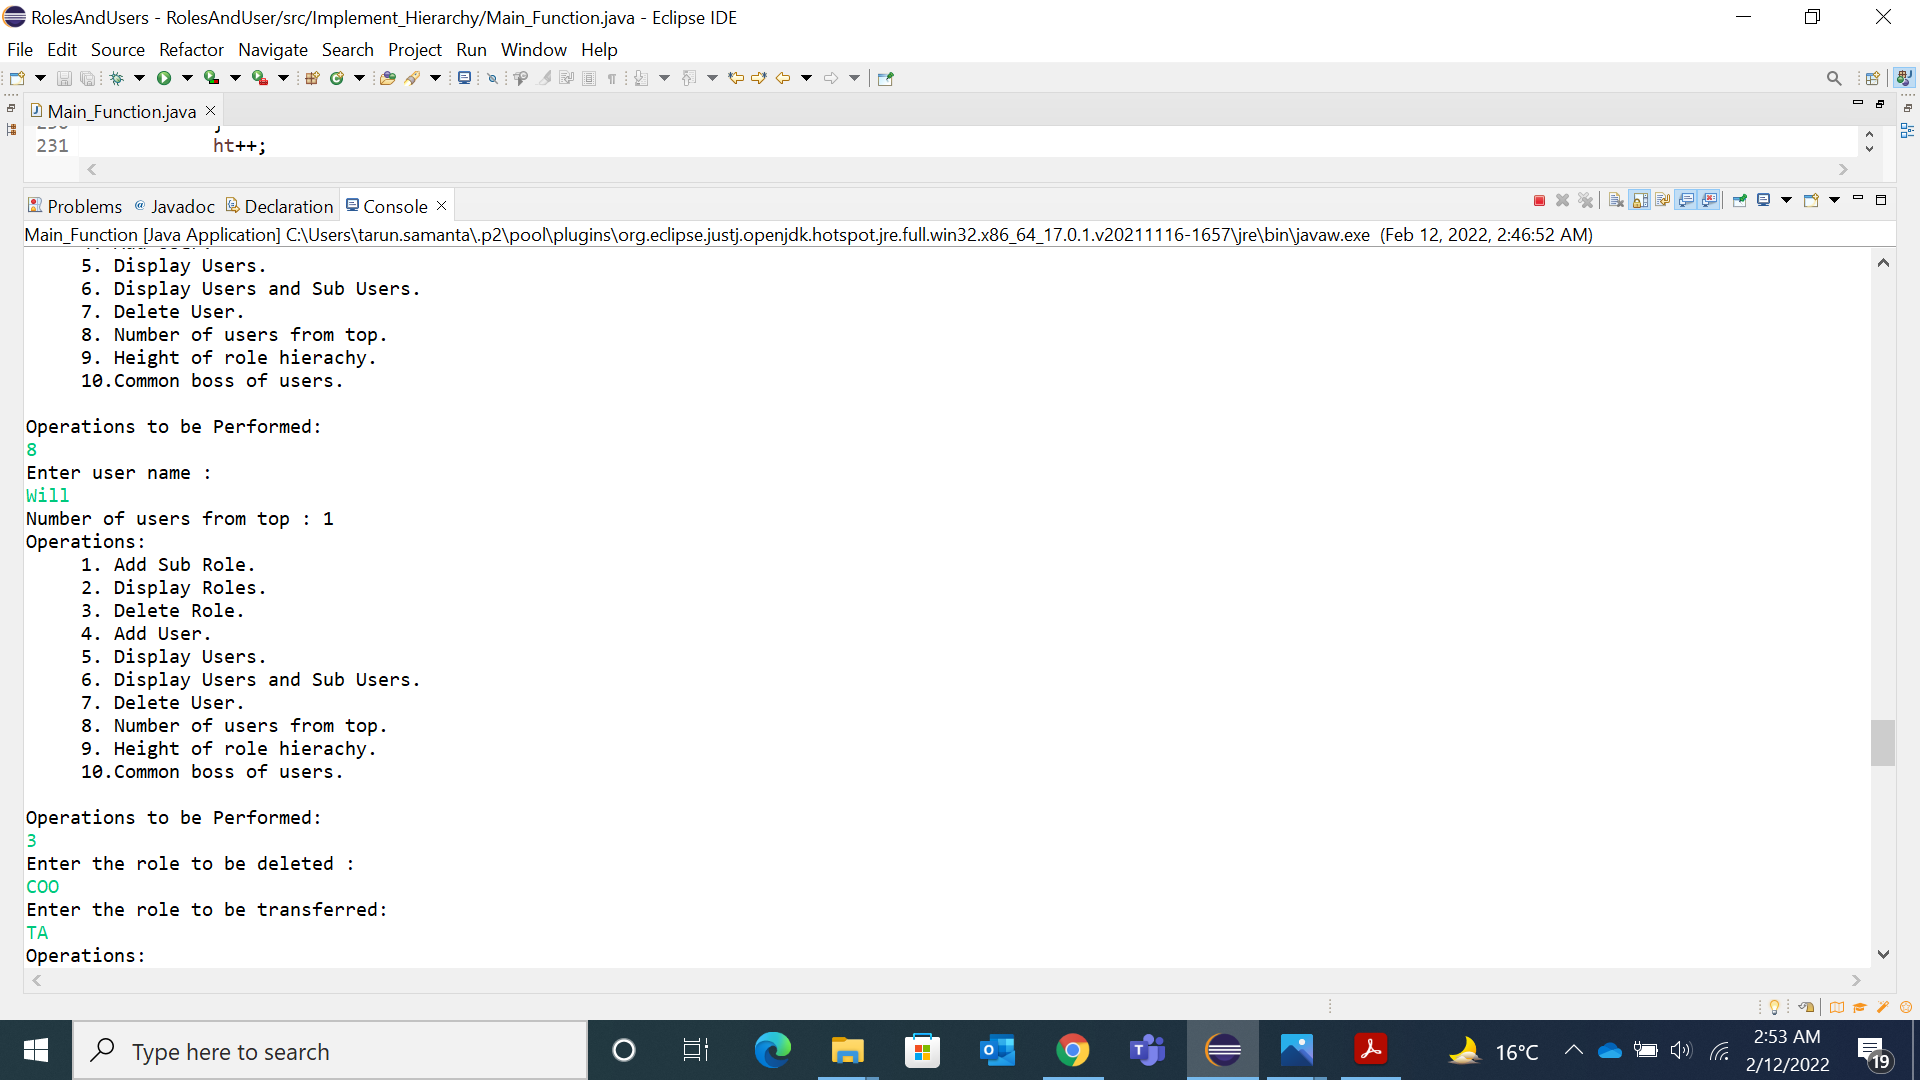 RolesAndUsers - RolesAndUser/src/Implement_Hierarchy/Main_Function.java - Eclipse IDE
File Edit Source Refactor Navigate Search Project Run Window Help
Main_Function.java
231 ht++;
Problems Javadoc Declaration Console
Main_Function [Java Application] C:\Users\tarun.samanta\.p2\pool\plugins\org.eclipse.justj.openjdk.hotspot.jre.full.win32.x86_64_17.0.1.v20211116-1657\jre\bin\javaw.exe (Feb 12, 2022, 2:46:52 AM)
5. Display Users.
6. Display Users and Sub Users.
7. Delete User.
8. Number of users from top.
9. Height of role hierachy.
10.Common boss of users.
Operations to be Performed:
8
Enter user name :
Will
Number of users from top : 1
Operations:
1. Add Sub Role.
2. Display Roles.
3. Delete Role.
4. Add User.
5. Display Users.
6. Display Users and Sub Users.
7. Delete User.
8. Number of users from top.
9. Height of role hierachy.
10.Common boss of users.
Operations to be Performed:
3
Enter the role to be deleted :
COO
Enter the role to be transferred:
TA
Operations:
Type here to search
16°C
2:53 AM
2/12/2022
19